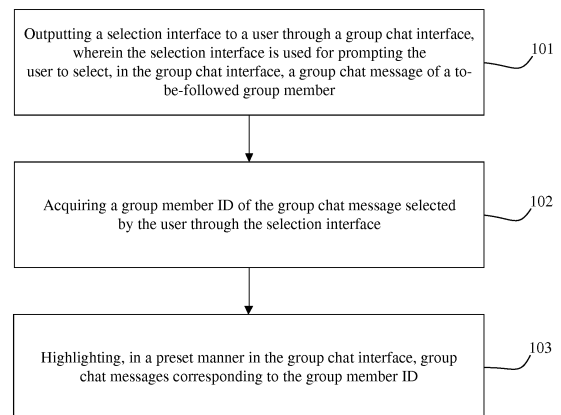 Outputting a selection interface to a user through a group chat interface,
wherein the selection interface is used for prompting the
user to select, in the group chat interface, a group chat message of a to-
be-followed group member
101
Acquiring a group member ID of the group chat message selected
by the user through the selection interface
102
Highlighting, in a preset manner in the group chat interface, group
chat messages corresponding to the group member ID
103